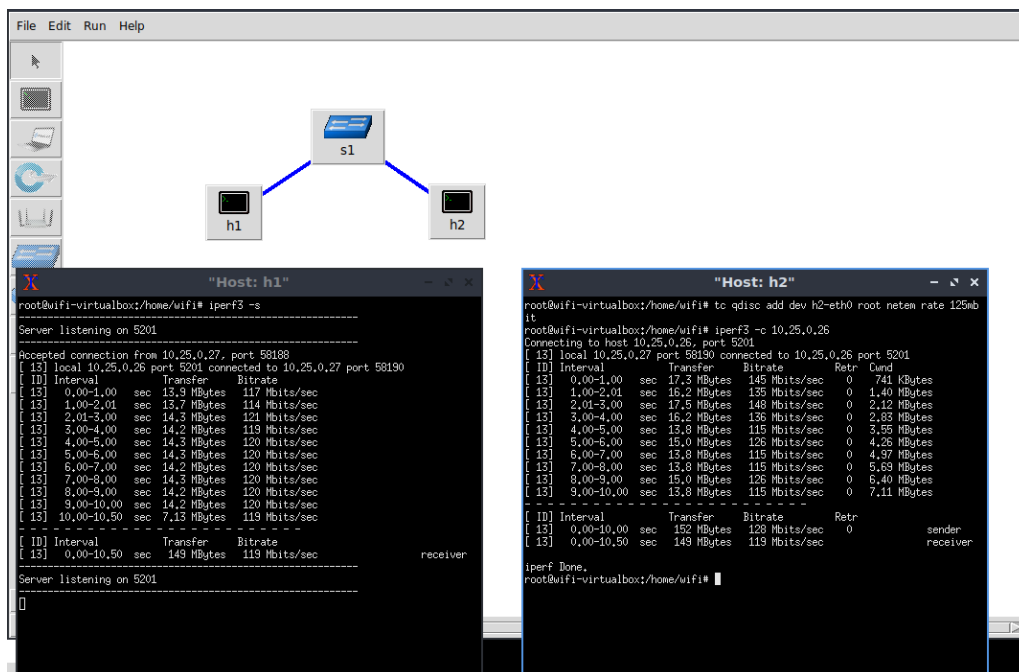 File Edit Run Help
s1
h1
h2
"Host: h1"
root@wifi-virtualbox:/home/wifi# iperf3 -s
-----------------------------------------------------------
Server listening on 5201
-----------------------------------------------------------
Accepted connection from 10.25.0.27, port 58188
[ 13] local 10.25.0.26 port 5201 connected to 10.25.0.27 port 58190
[ ID] Interval Transfer Bitrate
[ 13] 0.00-1.00 sec 13.9 MBytes 117 Mbits/sec
[ 13] 1.00-2.01 sec 13.7 MBytes 114 Mbits/sec
[ 13] 2.01-3.00 sec 14.3 MBytes 121 Mbits/sec
[ 13] 3.00-4.00 sec 14.2 MBytes 119 Mbits/sec
[ 13] 4.00-5.00 sec 14.3 MBytes 120 Mbits/sec
[ 13] 5.00-6.00 sec 14.3 MBytes 120 Mbits/sec
[ 13] 6.00-7.00 sec 14.2 MBytes 120 Mbits/sec
[ 13] 7.00-8.00 sec 14.3 MBytes 120 Mbits/sec
[ 13] 8.00-9.00 sec 14.2 MBytes 120 Mbits/sec
[ 13] 9.00-10.00 sec 14.2 MBytes 120 Mbits/sec
[ 13] 10.00-10.50 sec 7.13 MBytes 119 Mbits/sec
- - - - - - - - - - - - - - - - - - - - - - - - -
[ ID] Interval Transfer Bitrate
[ 13] 0.00-10.50 sec 149 MBytes 119 Mbits/sec receiver
-----------------------------------------------------------
Server listening on 5201
-----------------------------------------------------------
"Host: h2"
root@wifi-virtualbox:/home/wifi# tc qdisc add dev h2-eth0 root netem rate 125mb
it
root@wifi-virtualbox:/home/wifi# iperf3 -c 10.25.0.26
Connecting to host 10.25.0.26, port 5201
[ 13] local 10.25.0.27 port 58190 connected to 10.25.0.26 port 5201
[ ID] Interval Transfer Bitrate Retr Cwnd
[ 13] 0.00-1.00 sec 17.3 MBytes 145 Mbits/sec 0 741 KBytes
[ 13] 1.00-2.01 sec 16.2 MBytes 135 Mbits/sec 0 1.40 MBytes
[ 13] 2.01-3.00 sec 17.5 MBytes 148 Mbits/sec 0 2.12 MBytes
[ 13] 3.00-4.00 sec 16.2 MBytes 136 Mbits/sec 0 2.83 MBytes
[ 13] 4.00-5.00 sec 13.8 MBytes 115 Mbits/sec 0 3.55 MBytes
[ 13] 5.00-6.00 sec 15.0 MBytes 126 Mbits/sec 0 4.26 MBytes
[ 13] 6.00-7.00 sec 13.8 MBytes 115 Mbits/sec 0 4.97 MBytes
[ 13] 7.00-8.00 sec 13.8 MBytes 115 Mbits/sec 0 5.69 MBytes
[ 13] 8.00-9.00 sec 15.0 MBytes 126 Mbits/sec 0 6.40 MBytes
[ 13] 9.00-10.00 sec 13.8 MBytes 115 Mbits/sec 0 7.11 MBytes
- - - - - - - - - - - - - - - - - - - - - - - - -
[ ID] Interval Transfer Bitrate Retr
[ 13] 0.00-10.00 sec 152 MBytes 128 Mbits/sec 0 sender
[ 13] 0.00-10.50 sec 149 MBytes 119 Mbits/sec receiver
iperf Done.
root@wifi-virtualbox:/home/wifi#